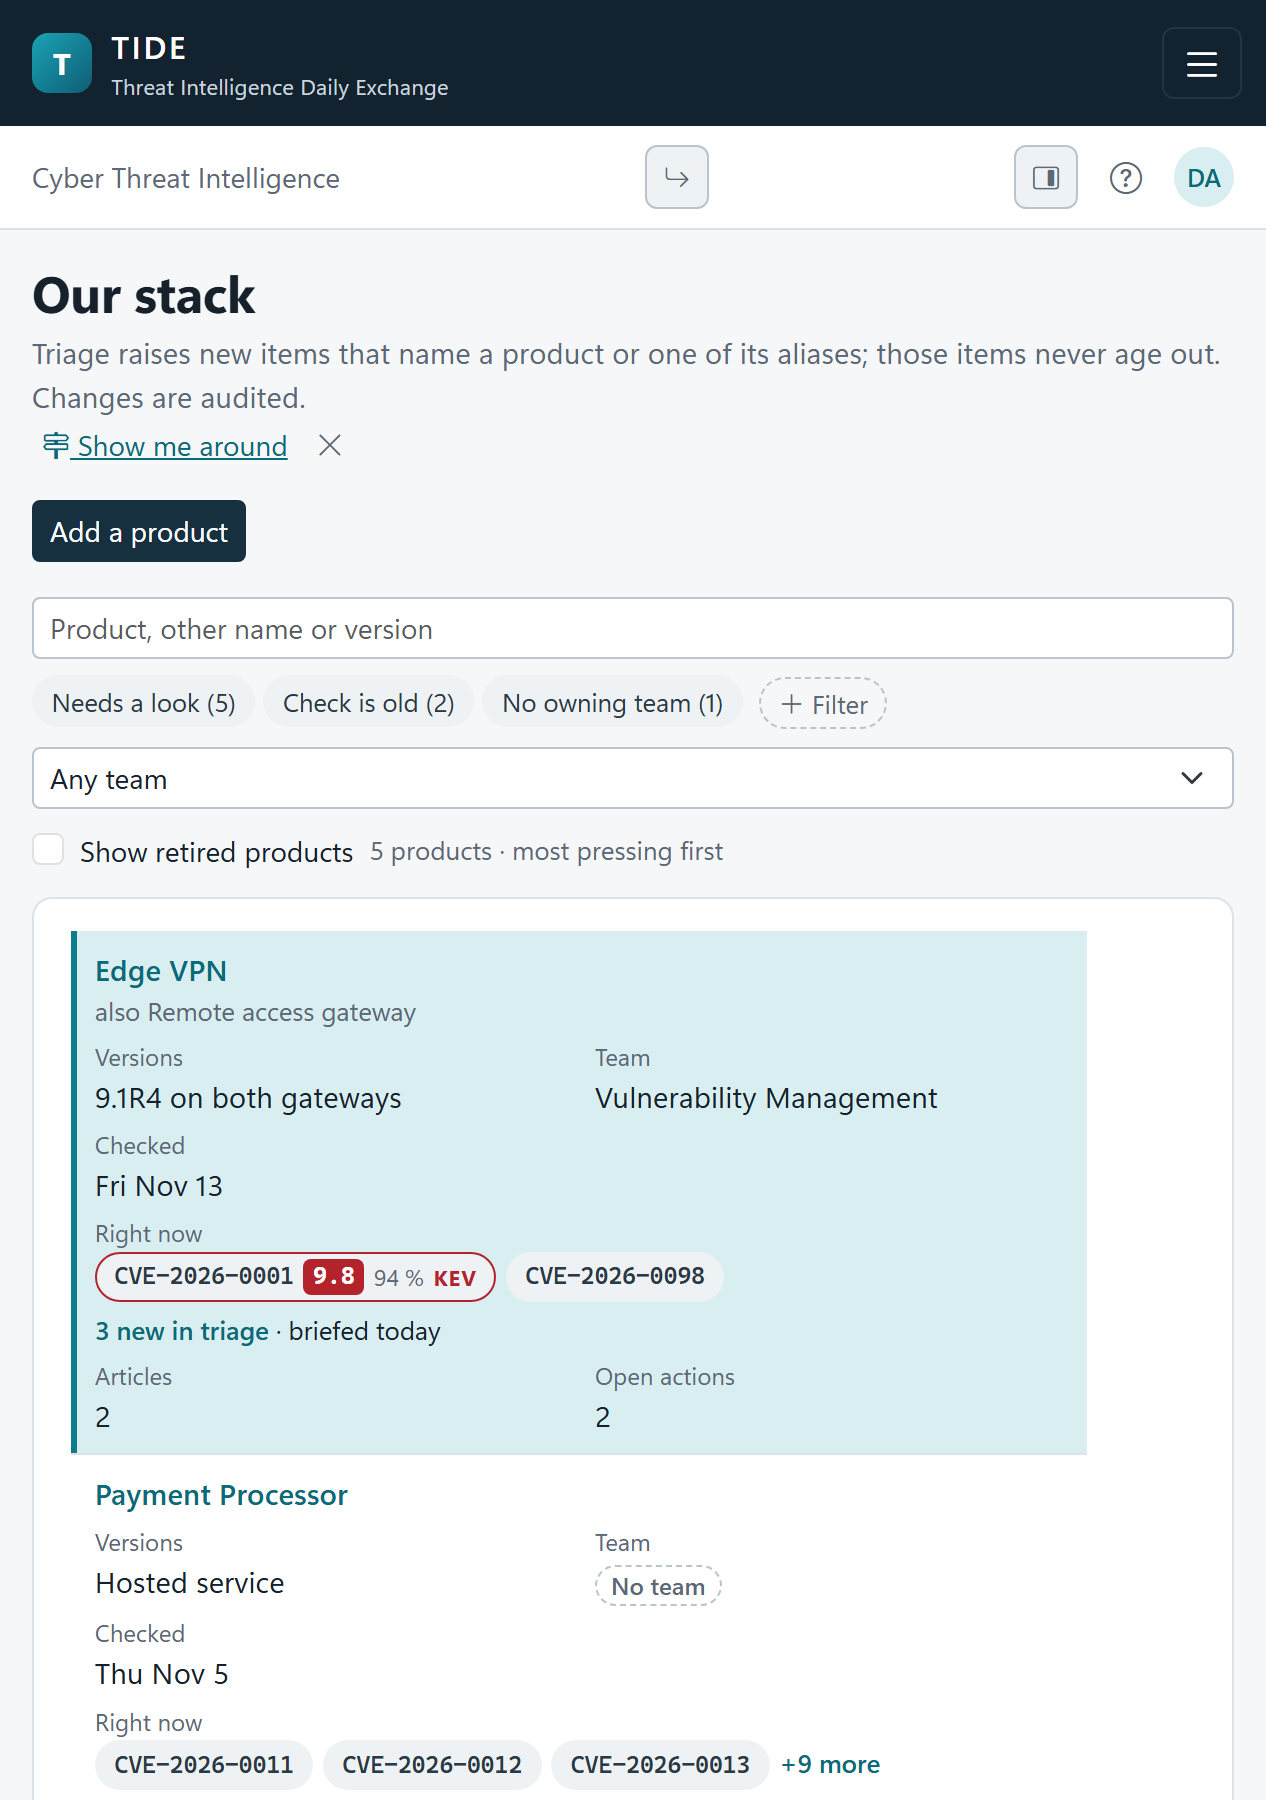 T
TIDE
Threat Intelligence Daily Exchange
Cyber Threat Intelligence
?
DA
Our stack
Triage raises new items that name a product or one of its aliases; those items never age out.
Changes are audited.
Show me around
Add a product
Product, other name or version
Needs a look (5) Check is old (2) No owning team (1) + Filter
Any team
Show retired products 5 products · most pressing first
Edge VPN
also Remote access gateway
Versions Team
9.1R4 on both gateways Vulnerability Management
Checked
Fri Nov 13
Right now
CVE-2026-0001 9.8 94 % KEV CVE-2026-0098
3 new in triage · briefed today
Articles Open actions
2 2
Payment Processor
Versions Team
Hosted service No team
Checked
Thu Nov 5
Right now
CVE-2026-0011 CVE-2026-0012 CVE-2026-0013 +9 more